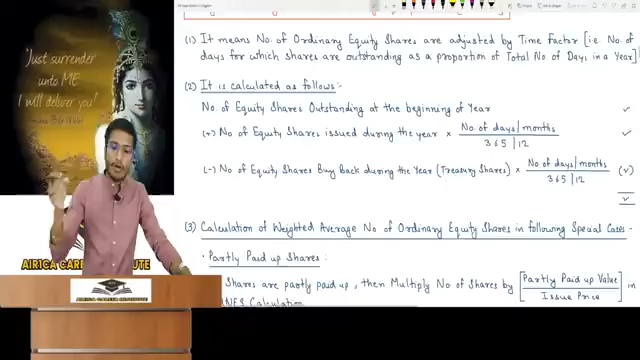 (1) It means No. of Ordinary Equity Shares are adjusted by Time Factor [i.e. No of
days for which shares are outstanding as a proportion of Total No of Days in a Year]
(2) It is calculated as follows:-
No. of Equity Shares Outstanding at the beginning of Year ✓
(+) No of Equity Shares issued during the year × No of days/months / 365 | 12 ✓
(-) No of Equity Shares Buy Back during the Year (Treasury Shares) × No of days/months / 365 | 12 (✓)
✓
(3) Calculation of Weighted Average No of Ordinary Equity Shares in following Special Cases.
• Partly Paid up Shares:
Shares are partly paid up, then Multiply No of Shares by [Partly Paid up Value / Issue Price] in
Calculation.
"Just surrender
unto ME
I will deliver you"
AIR1CA CAREER INSTITUTE
AIR1CA CAREER INSTITUTE